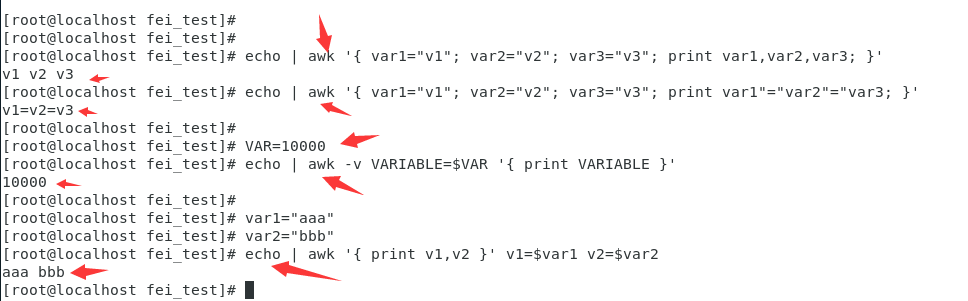 [root@localhost fei_test]#
[root@localhost fei_test]#
[root@localhost fei_test]# echo | awk '{ var1="v1"; var2="v2"; var3="v3"; print var1,var2,var3; }'
v1 v2 v3
[root@localhost fei_test]# echo | awk '{ var1="v1"; var2="v2"; var3="v3"; print var1"="var2"="var3; }'
v1=v2=v3
[root@localhost fei_test]#
[root@localhost fei_test]# VAR=10000
[root@localhost fei_test]# echo | awk -v VARIABLE=$VAR '{ print VARIABLE }'
10000
[root@localhost fei_test]#
[root@localhost fei_test]# var1="aaa"
[root@localhost fei_test]# var2="bbb"
[root@localhost fei_test]# echo | awk '{ print v1,v2 }' v1=$var1 v2=$var2
aaa bbb
[root@localhost fei_test]#